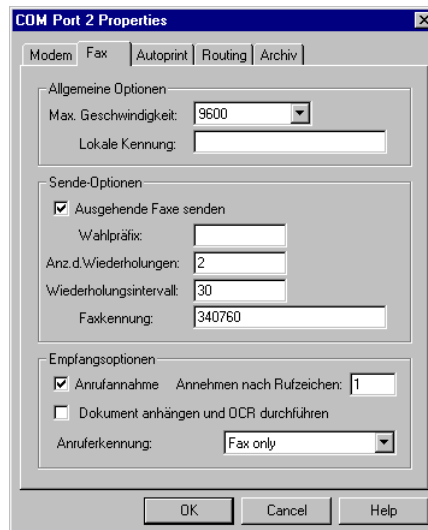 COM Port 2 Properties
Modem Fax Autoprint Routing Archiv
Allgemeine Optionen
Max. Geschwindigkeit: 9600
Lokale Kennung:
Sende-Optionen
Ausgehende Faxe senden
Wahlpräfix:
Anz.d.Wiederholungen: 2
Wiederholungsintervall: 30
Faxkennung: 340760
Empfangsoptionen
Anrufannahme Annehmen nach Rufzeichen: 1
Dokument anhängen und OCR durchführen
Anruferkennung: Fax only
OK Cancel Help